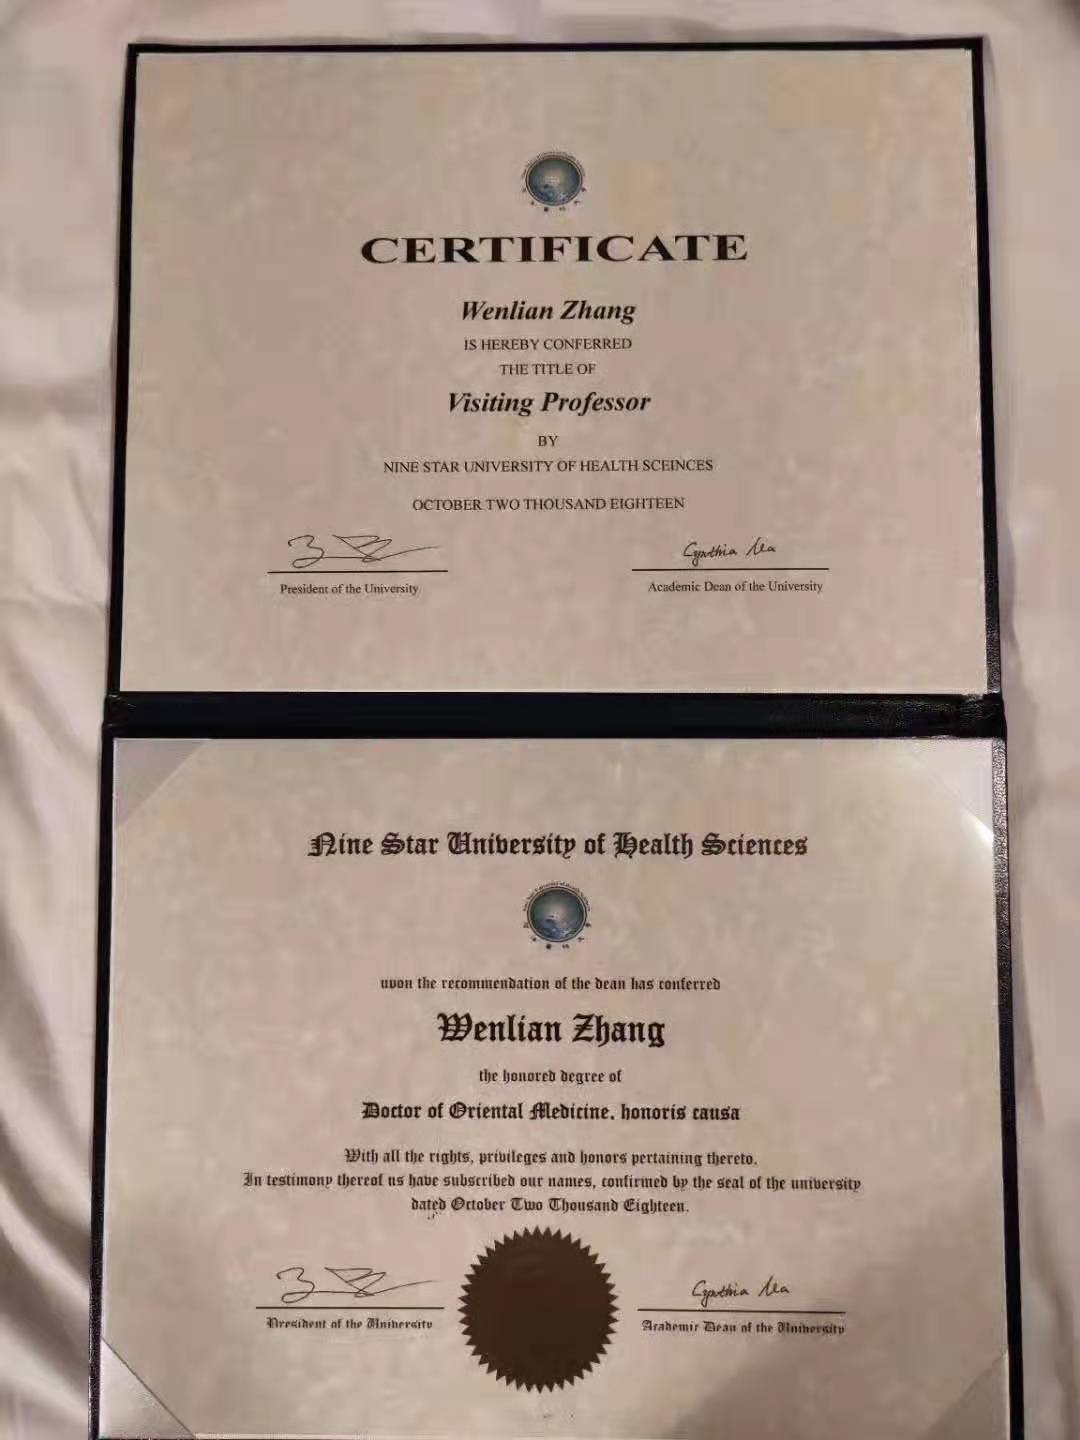 CERTIFICATE
Wenlian Zhang
IS HEREBY CONFERRED
THE TITLE OF
Visiting Professor
BY
NINE STAR UNIVERSITY OF HEALTH SCEINCES
OCTOBER TWO THOUSAND EIGHTEEN
Cynthia
President of the University
Academic Dean of the University
Nine Star University of Health Sciences
upon the recommendation of the dean has conferred
Wenlian Zhang
the honored degree of
Doctor of Oriental Medicine, honoris causa
With all the rights, privileges and honors pertaining thereto.
In testimony thereof us have subscribed our names, confirmed by the seal of the university
dated October Two Thousand Eighteen.
Cynthia
President of the University
Academic Dean of the University